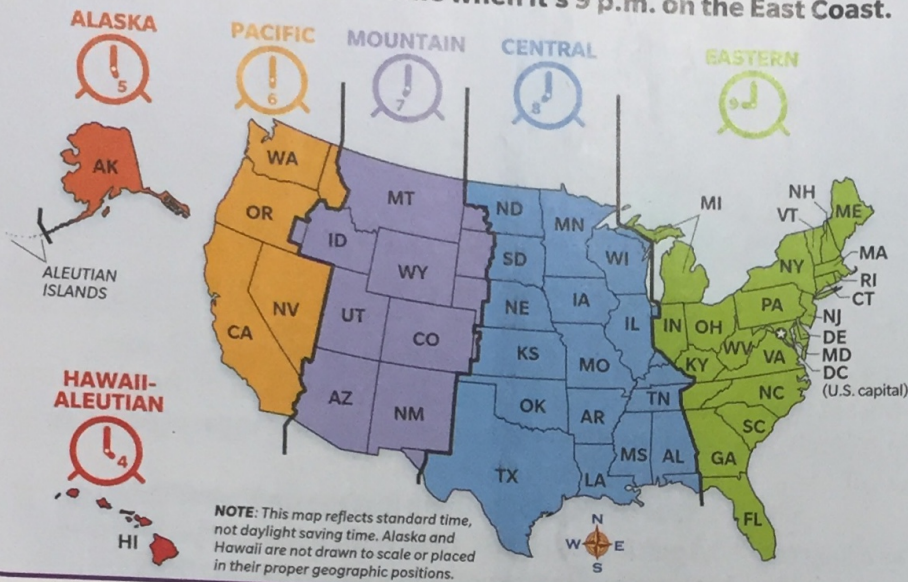 when it's 9 p.m. on the East Coast.
ALASKA
5
PACIFIC
6
MOUNTAIN
7
CENTRAL
8
EASTERN
9
AK
ALEUTIAN
ISLANDS
HAWAII-
ALEUTIAN
4
HI
WA
OR
CA
NV
ID
MT
WY
UT
CO
AZ
NM
ND
SD
NE
KS
OK
TX
MN
IA
MO
AR
LA
WI
IL
TN
MS
AL
MI
IN
OH
KY
WV
VA
PA
NY
NC
SC
GA
FL
NH
VT
ME
MA
RI
CT
NJ
DE
MD
DC
(U.S. capital)
NOTE: This map reflects standard time,
not daylight saving time. Alaska and
Hawaii are not drawn to scale or placed
in their proper geographic positions.
N
W E
S